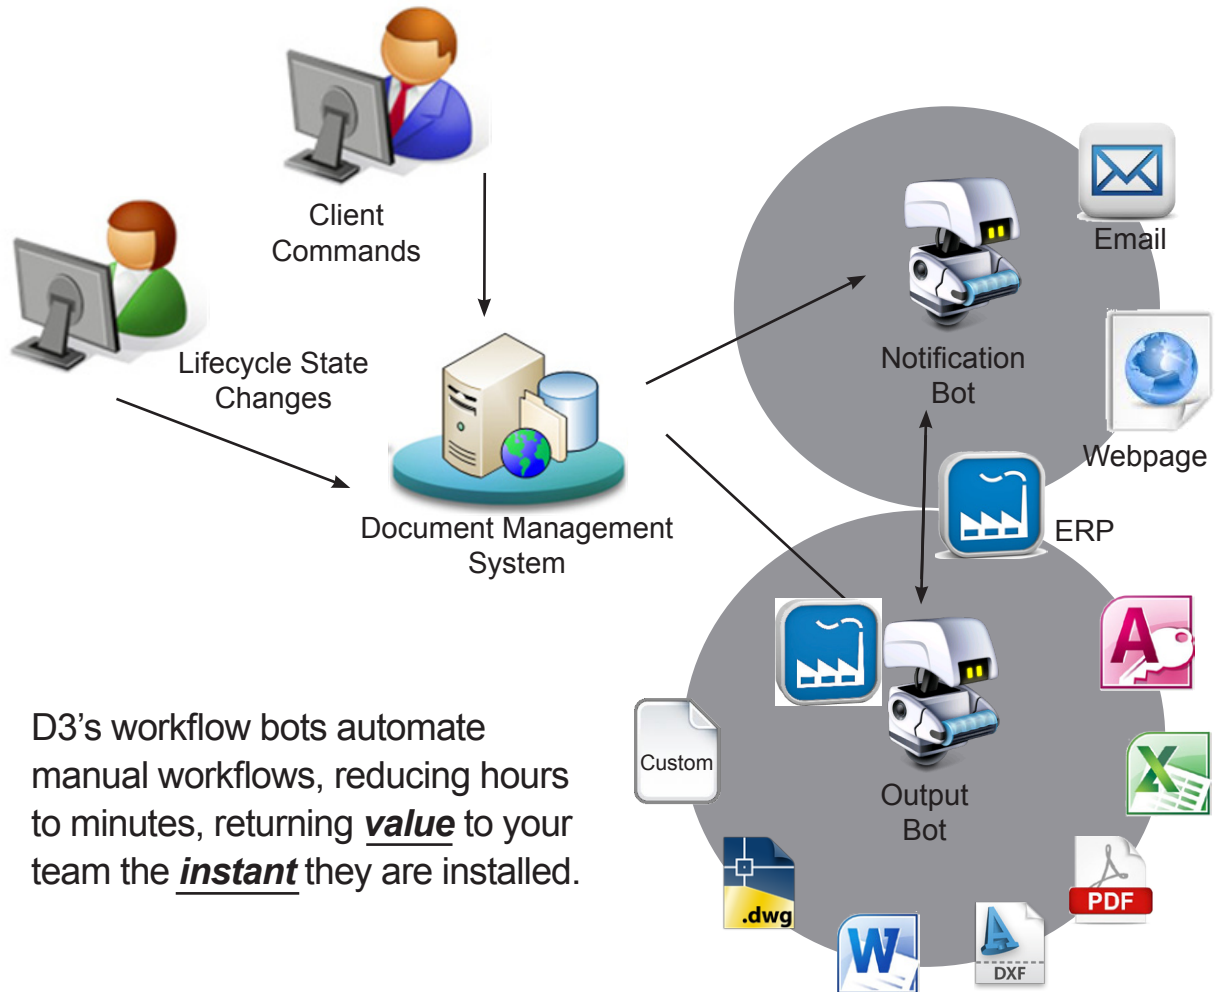 Client
Commands
Email
Lifecycle State
Changes
Notification
Bot
Webpage
Document Management
System
ERP
A
Custom
X
Output
Bot
D3’s workflow bots automate
manual workflows, reducing hours
to minutes, returning value to your
team the instant they are installed.
.dwg
W
A
DXF
PDF